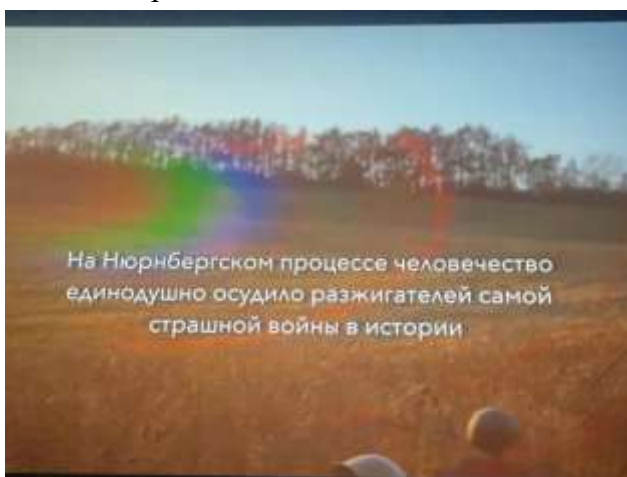 На Нюрнбергском процессе человечество
единодушно осудило разжигателей самой
страшной войны в истории